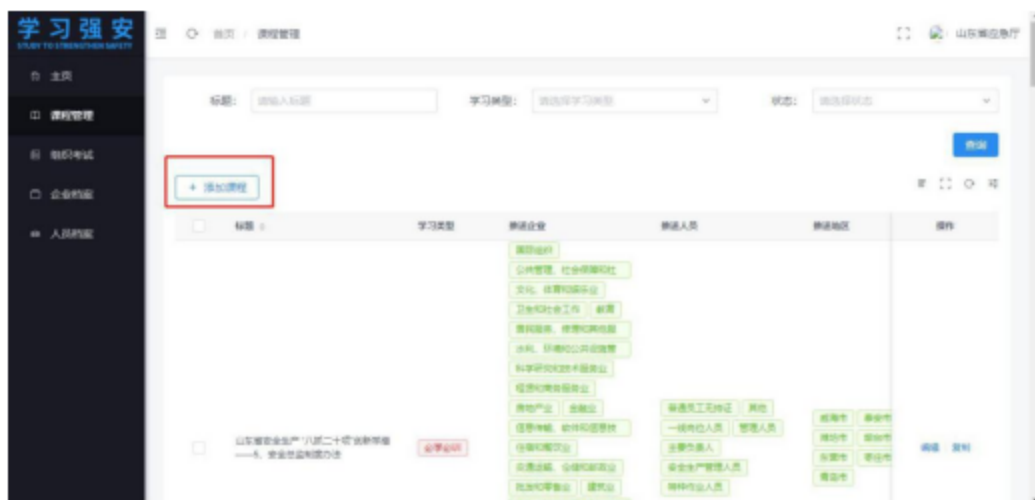 学习强安
STUDY TO STRENGTHEN SAFETY
首页 / 课程管理
山东省应急厅
主页
课程管理
组织考试
企业档案
人员档案
标题: 请输入标题
学习类型: 请选择学习类型
状态: 请选择状态
查询
+ 添加课程
标题 学习类型 推送企业 推送人员 推送地区 操作
国际组织
公共管理、社会保障和社
文化、体育和娱乐业
卫生和社会工作 教育
居民服务、修理和其他服
水利、环境和公共设施管
科学研究和技术服务业
租赁和商务服务业
房地产业 金融业
信息传输、软件和信息技
住宿和餐饮业
交通运输、仓储和邮政业
批发和零售业 建筑业
普通员工无持证 其他
一线岗位人员 管理人员
主要负责人
安全生产管理人员
特种作业人员
威海市 泰安市
潍坊市 烟台市
东营市 枣庄市
青岛市
山东省安全生产“八抓二十项”创新举措
——6、安全总监制度办法
必学必训
编辑 复制